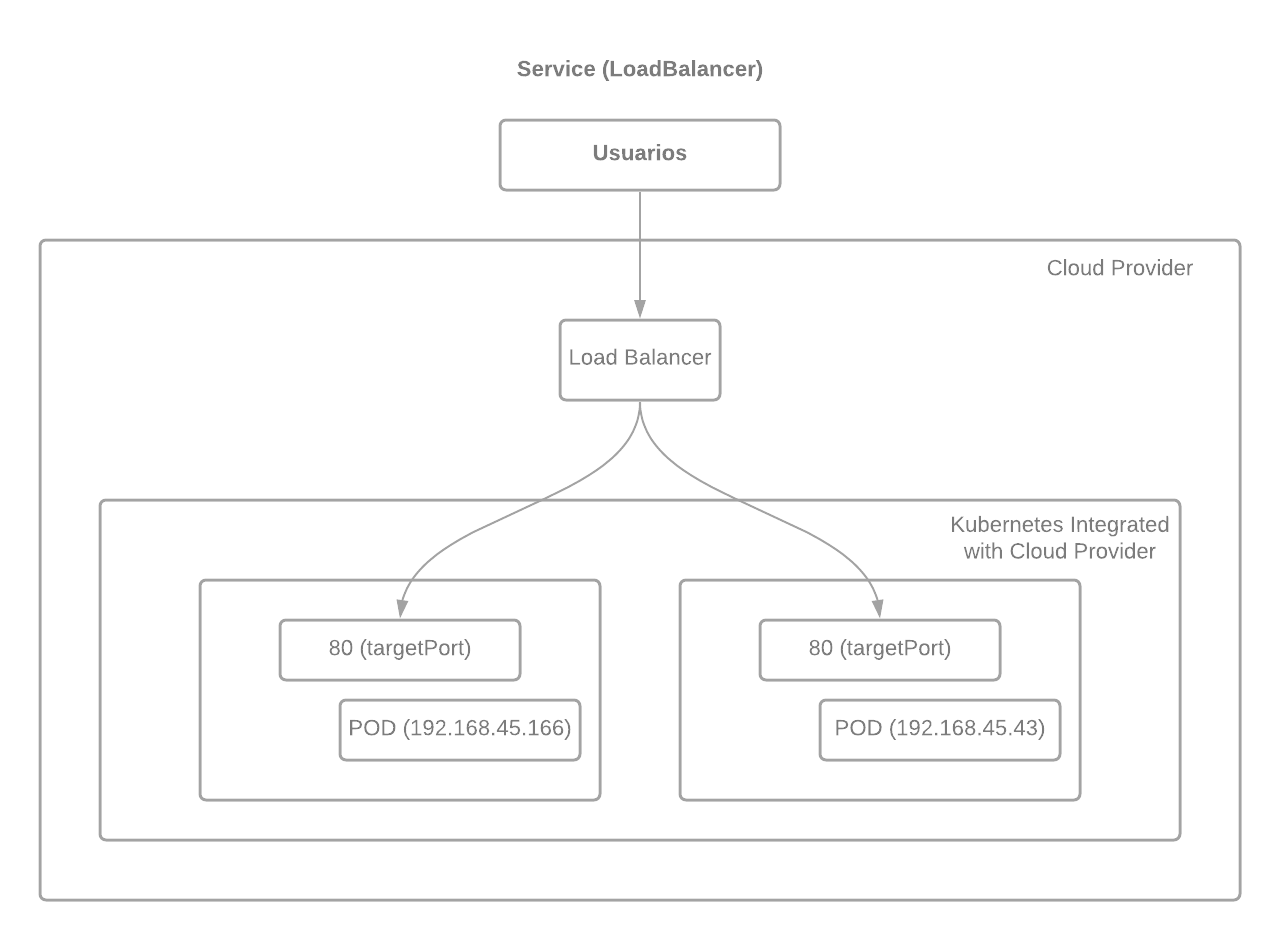 Service (LoadBalancer)
Usuarios
Cloud Provider
Load Balancer
Kubernetes Integrated
with Cloud Provider
80 (targetPort)
80 (targetPort)
POD (192.168.45.166)
POD (192.168.45.43)